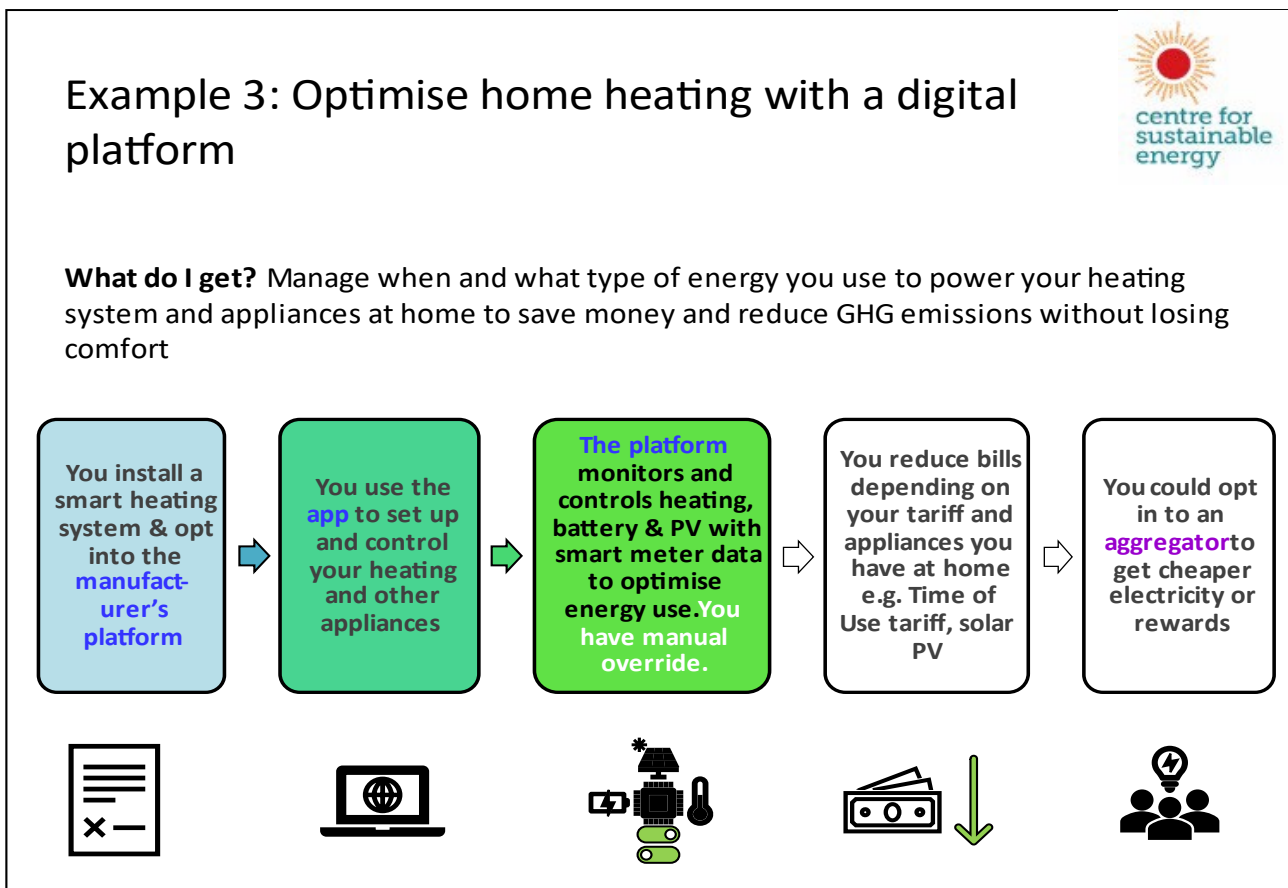 Example 3: Optimise home heating with a digital
platform
centre for
sustainable
energy
What do I get? Manage when and what type of energy you use to power your heating
system and appliances at home to save money and reduce GHG emissions without losing
comfort
You install a
smart heating
system & opt
into the
manufact-
urer’s
platform
You use the
app to set up
and control
your heating
and other
appliances
The platform
monitors and
controls heating,
battery & PV with
smart meter data
to optimise
energy use.You
have manual
override.
You reduce bills
depending on
your tariff and
appliances you
have at home
e.g. Time of
Use tariff, solar
PV
You could opt
in to an
aggregatorto
get cheaper
electricity or
rewards